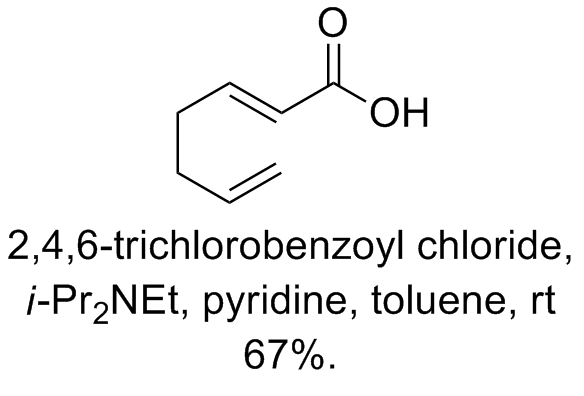 O
OH
2,4,6-trichlorobenzoyl chloride,
i-Pr₂NEt, pyridine, toluene, rt
67%.